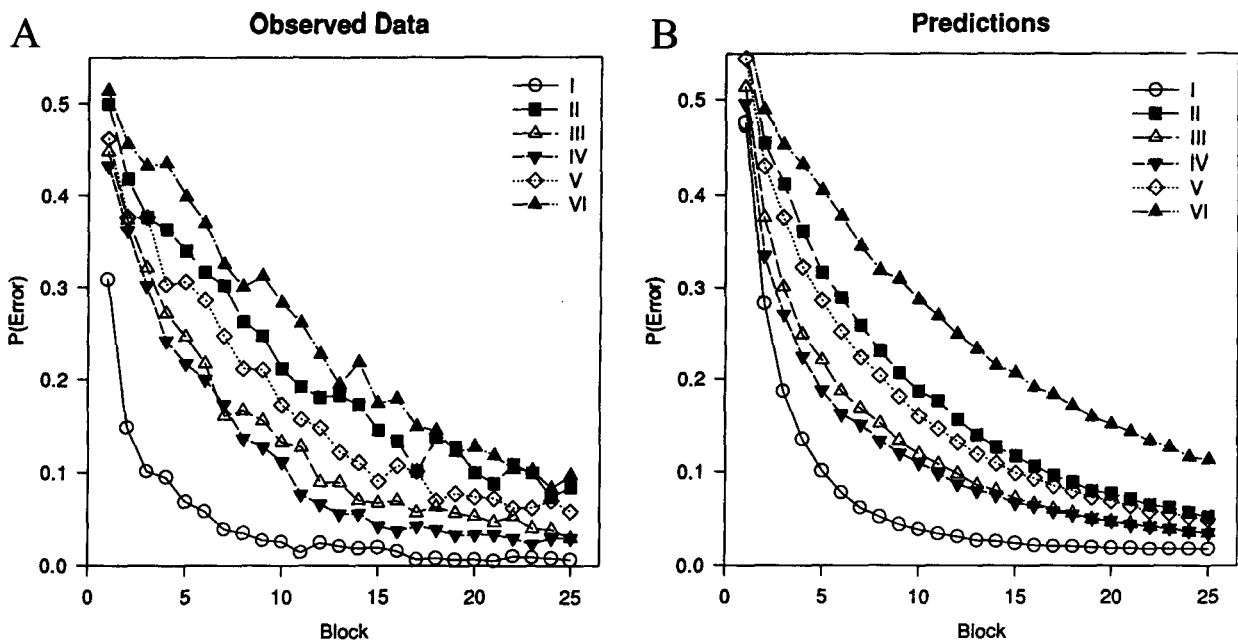 A
Observed Data
P(Error)
0.5
0.4
0.3
0.2
0.1
0.0
I
II
III
IV
V
VI
0 5 10 15 20 25
Block
B
Predictions
P(Error)
0.5
0.4
0.3
0.2
0.1
0.0
I
II
III
IV
V
VI
0 5 10 15 20 25
Block